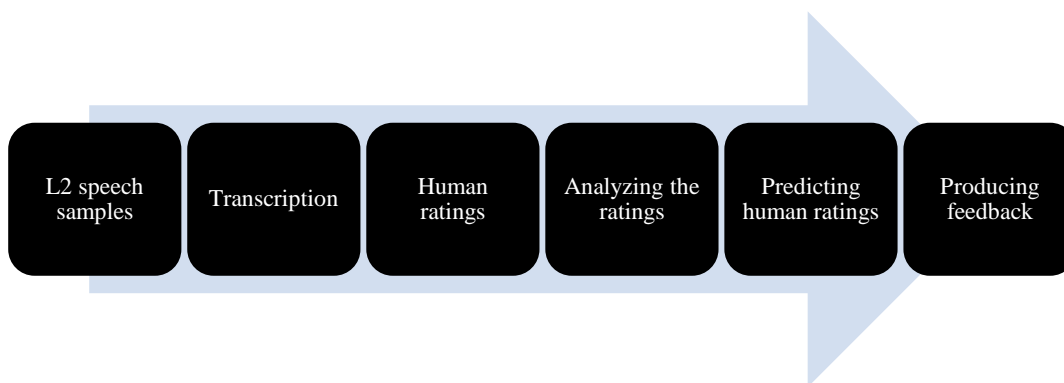 L2 speech
samples
Transcription
Human
ratings
Analyzing the
ratings
Predicting
human ratings
Producing
feedback